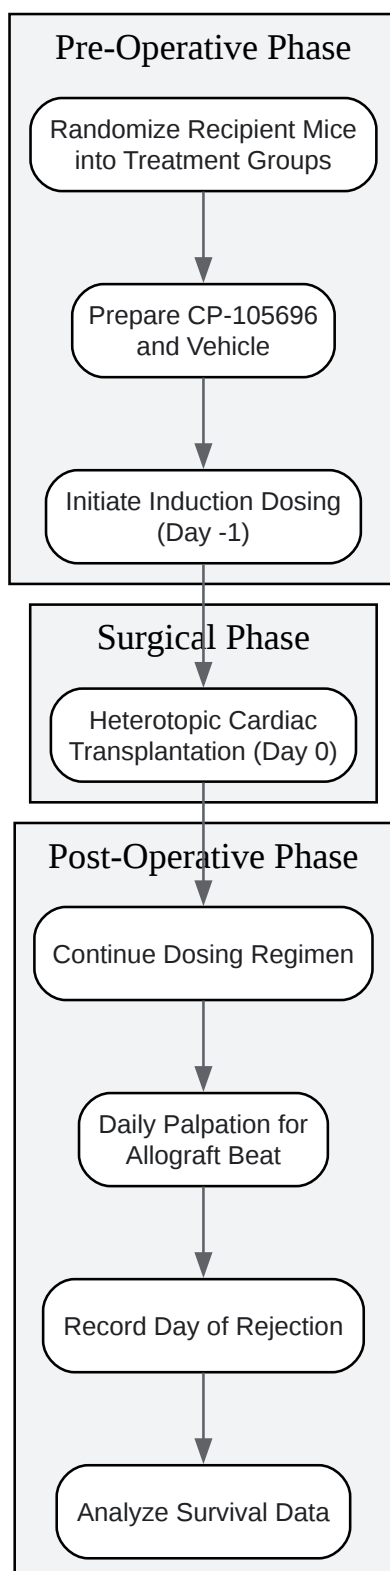 Pre-Operative Phase
Randomize Recipient Mice
into Treatment Groups
Prepare CP-105696
and Vehicle
Initiate Induction Dosing
(Day -1)
Surgical Phase
Heterotopic Cardiac
Transplantation (Day 0)
Post-Operative Phase
Continue Dosing Regimen
Daily Palpation for
Allograft Beat
Record Day of Rejection
Analyze Survival Data